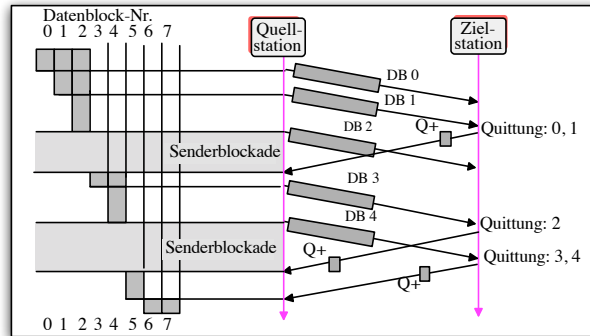 Datenblock-Nr.
0 1 2 3 4 5 6 7
Quell-
station
Ziel-
station
DB 0
DB 1
Q+
Quittung: 0, 1
DB 2
Senderblockade
DB 3
DB 4
Quittung: 2
Senderblockade
Q+
Quittung: 3, 4
Q+
0 1 2 3 4 5 6 7